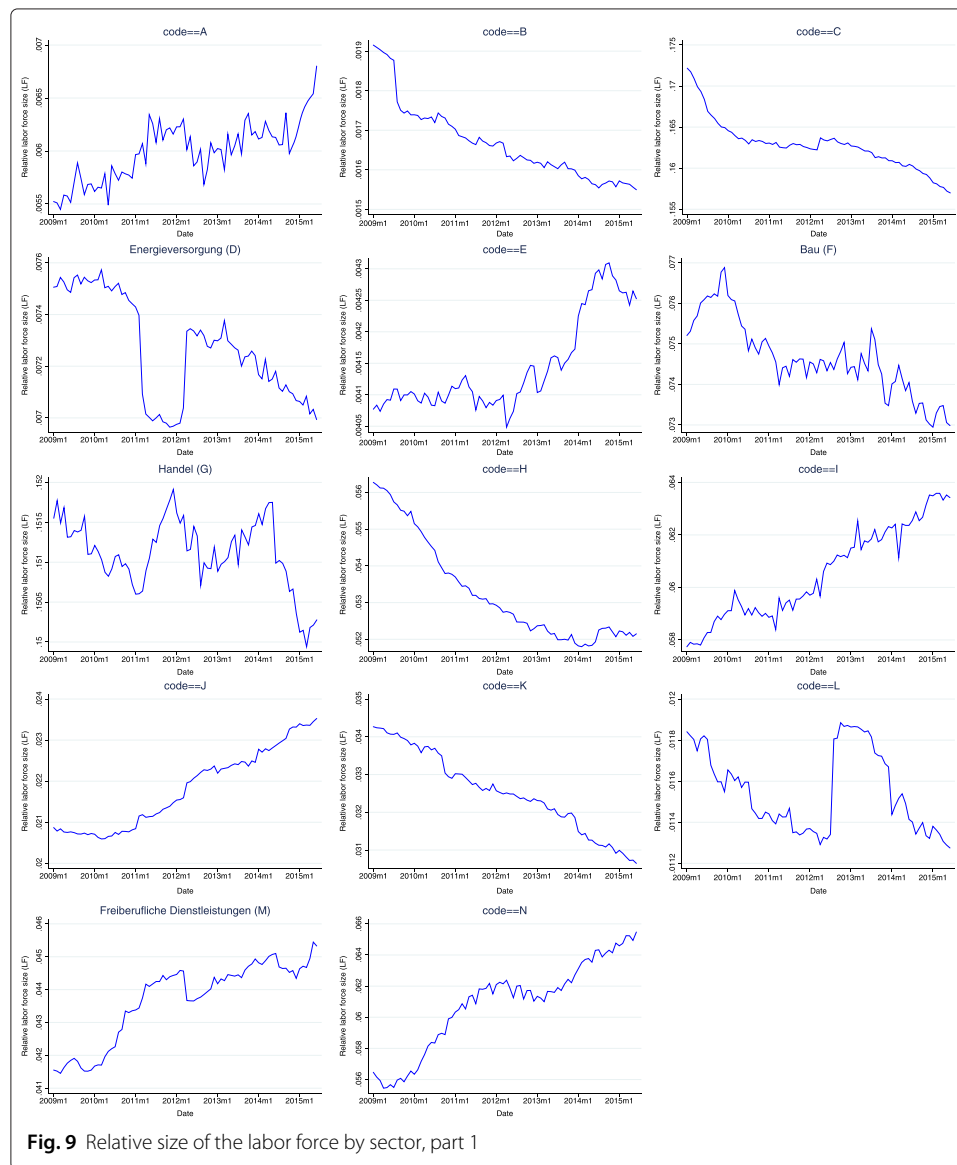 code==A
Relative labor force size (LF)
.007
.0065
.006
.0055
2009m1 2010m1 2011m1 2012m1 2013m1 2014m1 2015m1
Date
code==B
Relative labor force size (LF)
.0019
.0018
.0017
.0016
.0015
2009m1 2010m1 2011m1 2012m1 2013m1 2014m1 2015m1
Date
code==C
Relative labor force size (LF)
.175
.17
.165
.16
.155
2009m1 2010m1 2011m1 2012m1 2013m1 2014m1 2015m1
Date
Energieversorgung (D)
Relative labor force size (LF)
.0076
.0074
.0072
.007
2009m1 2010m1 2011m1 2012m1 2013m1 2014m1 2015m1
Date
code==E
Relative labor force size (LF)
.0043
.00425
.0042
.00415
.0041
.00405
2009m1 2010m1 2011m1 2012m1 2013m1 2014m1 2015m1
Date
Bau (F)
Relative labor force size (LF)
.077
.076
.075
.074
.073
2009m1 2010m1 2011m1 2012m1 2013m1 2014m1 2015m1
Date
Handel (G)
Relative labor force size (LF)
.152
.1515
.151
.1505
.15
2009m1 2010m1 2011m1 2012m1 2013m1 2014m1 2015m1
Date
code==H
Relative labor force size (LF)
.056
.055
.054
.053
.052
2009m1 2010m1 2011m1 2012m1 2013m1 2014m1 2015m1
Date
code==I
Relative labor force size (LF)
.064
.062
.06
.058
2009m1 2010m1 2011m1 2012m1 2013m1 2014m1 2015m1
Date
code==J
Relative labor force size (LF)
.024
.023
.022
.021
.02
2009m1 2010m1 2011m1 2012m1 2013m1 2014m1 2015m1
Date
code==K
Relative labor force size (LF)
.035
.034
.033
.032
.031
2009m1 2010m1 2011m1 2012m1 2013m1 2014m1 2015m1
Date
code==L
Relative labor force size (LF)
.012
.0118
.0116
.0114
.0112
2009m1 2010m1 2011m1 2012m1 2013m1 2014m1 2015m1
Date
Freiberufliche Dienstleistungen (M)
Relative labor force size (LF)
.046
.045
.044
.043
.042
.041
2009m1 2010m1 2011m1 2012m1 2013m1 2014m1 2015m1
Date
code==N
Relative labor force size (LF)
.066
.064
.062
.06
.058
.056
2009m1 2010m1 2011m1 2012m1 2013m1 2014m1 2015m1
Date
Fig. 9 Relative size of the labor force by sector, part 1